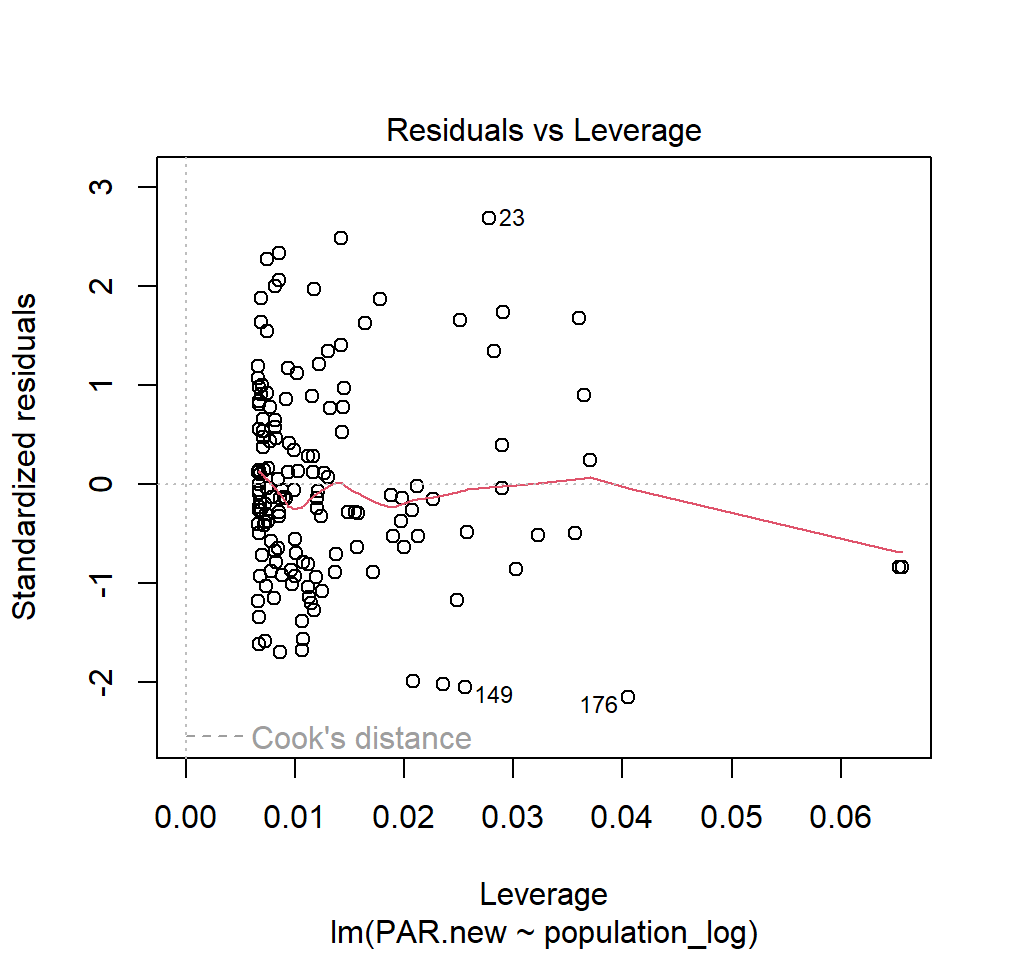 Residuals vs Leverage
Standardized residuals
3
2
1
0
-1
-2
23
149
176
Cook's distance
0.00 0.01 0.02 0.03 0.04 0.05 0.06
Leverage
lm(PAR.new ~ population_log)